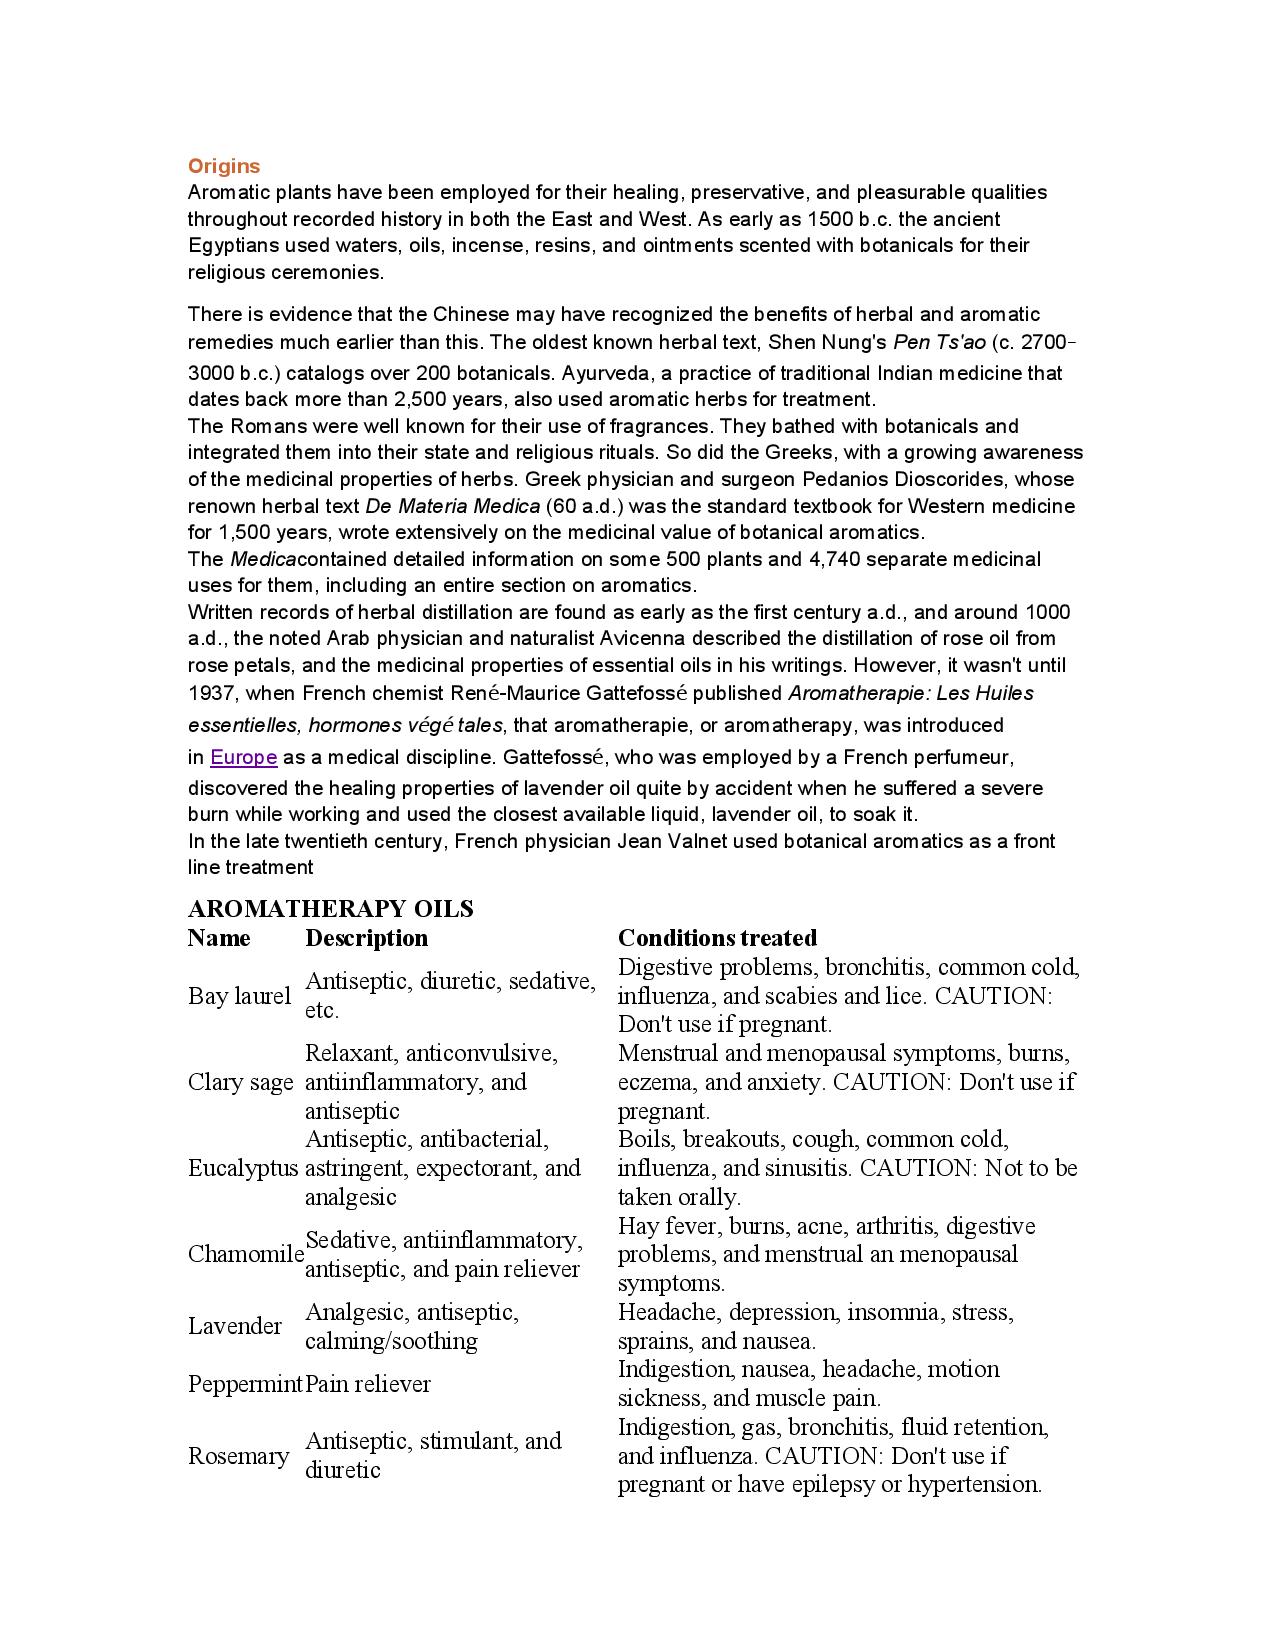 Origins
Aromatic plants have been employed for their healing, preservative, and pleasurable qualities
throughout recorded history in both the East and West. As early as 1500 b.c. the ancient
Egyptians used waters, oils, incense, resins, and ointments scented with botanicals for their
religious ceremonies.
There is evidence that the Chinese may have recognized the benefits of herbal and aromatic
remedies much earlier than this. The oldest known herbal text, Shen Nung's Pen Ts'ao (c. 2700–
3000 b.c.) catalogs over 200 botanicals. Ayurveda, a practice of traditional Indian medicine that
dates back more than 2,500 years, also used aromatic herbs for treatment.
The Romans were well known for their use of fragrances. They bathed with botanicals and
integrated them into their state and religious rituals. So did the Greeks, with a growing awareness
of the medicinal properties of herbs. Greek physician and surgeon Pedanios Dioscorides, whose
renown herbal text De Materia Medica (60 a.d.) was the standard textbook for Western medicine
for 1,500 years, wrote extensively on the medicinal value of botanical aromatics.
The Medicacontained detailed information on some 500 plants and 4,740 separate medicinal
uses for them, including an entire section on aromatics.
Written records of herbal distillation are found as early as the first century a.d., and around 1000
a.d., the noted Arab physician and naturalist Avicenna described the distillation of rose oil from
rose petals, and the medicinal properties of essential oils in his writings. However, it wasn't until
1937, when French chemist René-Maurice Gattefossé published Aromatherapie: Les Huiles
essentielles, hormones végé tales, that aromatherapie, or aromatherapy, was introduced
in Europe as a medical discipline. Gattefossé, who was employed by a French perfumeur,
discovered the healing properties of lavender oil quite by accident when he suffered a severe
burn while working and used the closest available liquid, lavender oil, to soak it.
In the late twentieth century, French physician Jean Valnet used botanical aromatics as a front
line treatment
AROMATHERAPY OILS
Name Description Conditions treated
Bay laurel Antiseptic, diuretic, sedative,
etc.
Digestive problems, bronchitis, common cold,
influenza, and scabies and lice. CAUTION:
Don't use if pregnant.
Clary sage Relaxant, anticonvulsive,
antiinflammatory, and
antiseptic
Menstrual and menopausal symptoms, burns,
eczema, and anxiety. CAUTION: Don't use if
pregnant.
Eucalyptus Antiseptic, antibacterial,
astringent, expectorant, and
analgesic
Boils, breakouts, cough, common cold,
influenza, and sinusitis. CAUTION: Not to be
taken orally.
Chamomile Sedative, antiinflammatory,
antiseptic, and pain reliever
Hay fever, burns, acne, arthritis, digestive
problems, and menstrual an menopausal
symptoms.
Lavender Analgesic, antiseptic,
calming/soothing
Headache, depression, insomnia, stress,
sprains, and nausea.
Peppermint Pain reliever
Indigestion, nausea, headache, motion
sickness, and muscle pain.
Rosemary Antiseptic, stimulant, and
diuretic
Indigestion, gas, bronchitis, fluid retention,
and influenza. CAUTION: Don't use if
pregnant or have epilepsy or hypertension.